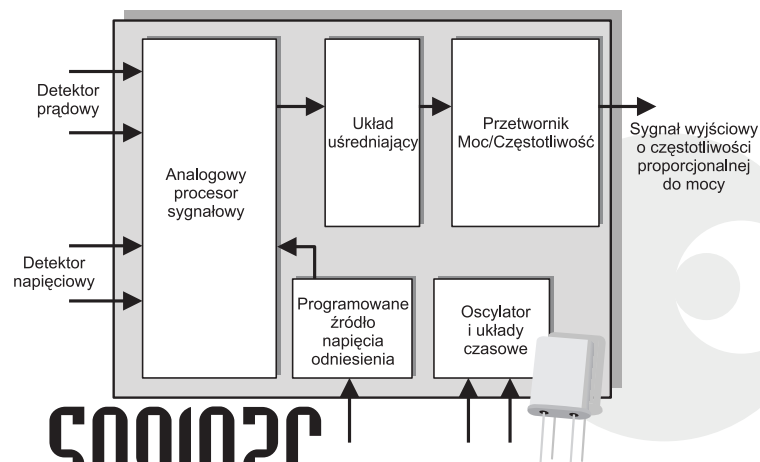 Detektor
prądowy
Detektor
napięciowy
Analogowy
procesor
sygnałowy
Układ
uśredniający
Przetwornik
Moc/Częstotliwość
Sygnał wyjściowy
o częstotliwości
proporcjonalnej
do mocy
Programowane
źródło
napięcia
odniesienia
Oscylator
i układy
czasowe